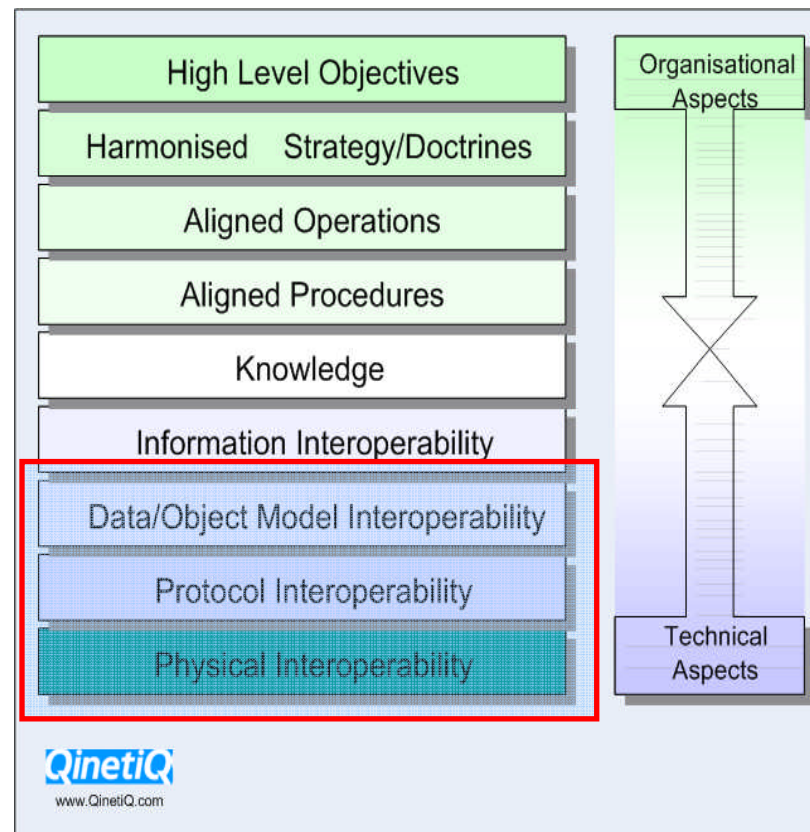 High Level Objectives
Harmonised Strategy/Doctrines
Aligned Operations
Aligned Procedures
Knowledge
Information Interoperability
Data/Object Model Interoperability
Protocol Interoperability
Physical Interoperability
Organisational
Aspects
Technical
Aspects
QinetiQ
www.QinetiQ.com